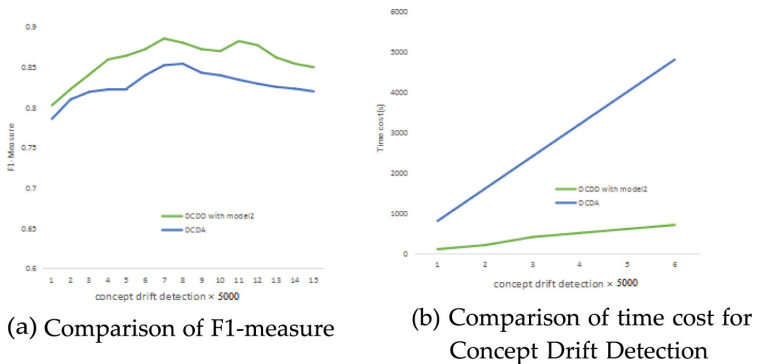 0.9
0.85
0.8
0.75
0.7
0.65
0.6
F1-Measure
DCDD with model2
DCDA
1 2 3 4 5 6 7 8 9 10 11 12 13 14 15
concept drift detection × 5000
(a) Comparison of F1-measure
6000
5000
4000
3000
2000
1000
0
Time cost(s)
DCDD with model2
DCDA
1 2 3 4 5 6
concept drift detection × 5000
(b) Comparison of time cost for
Concept Drift Detection